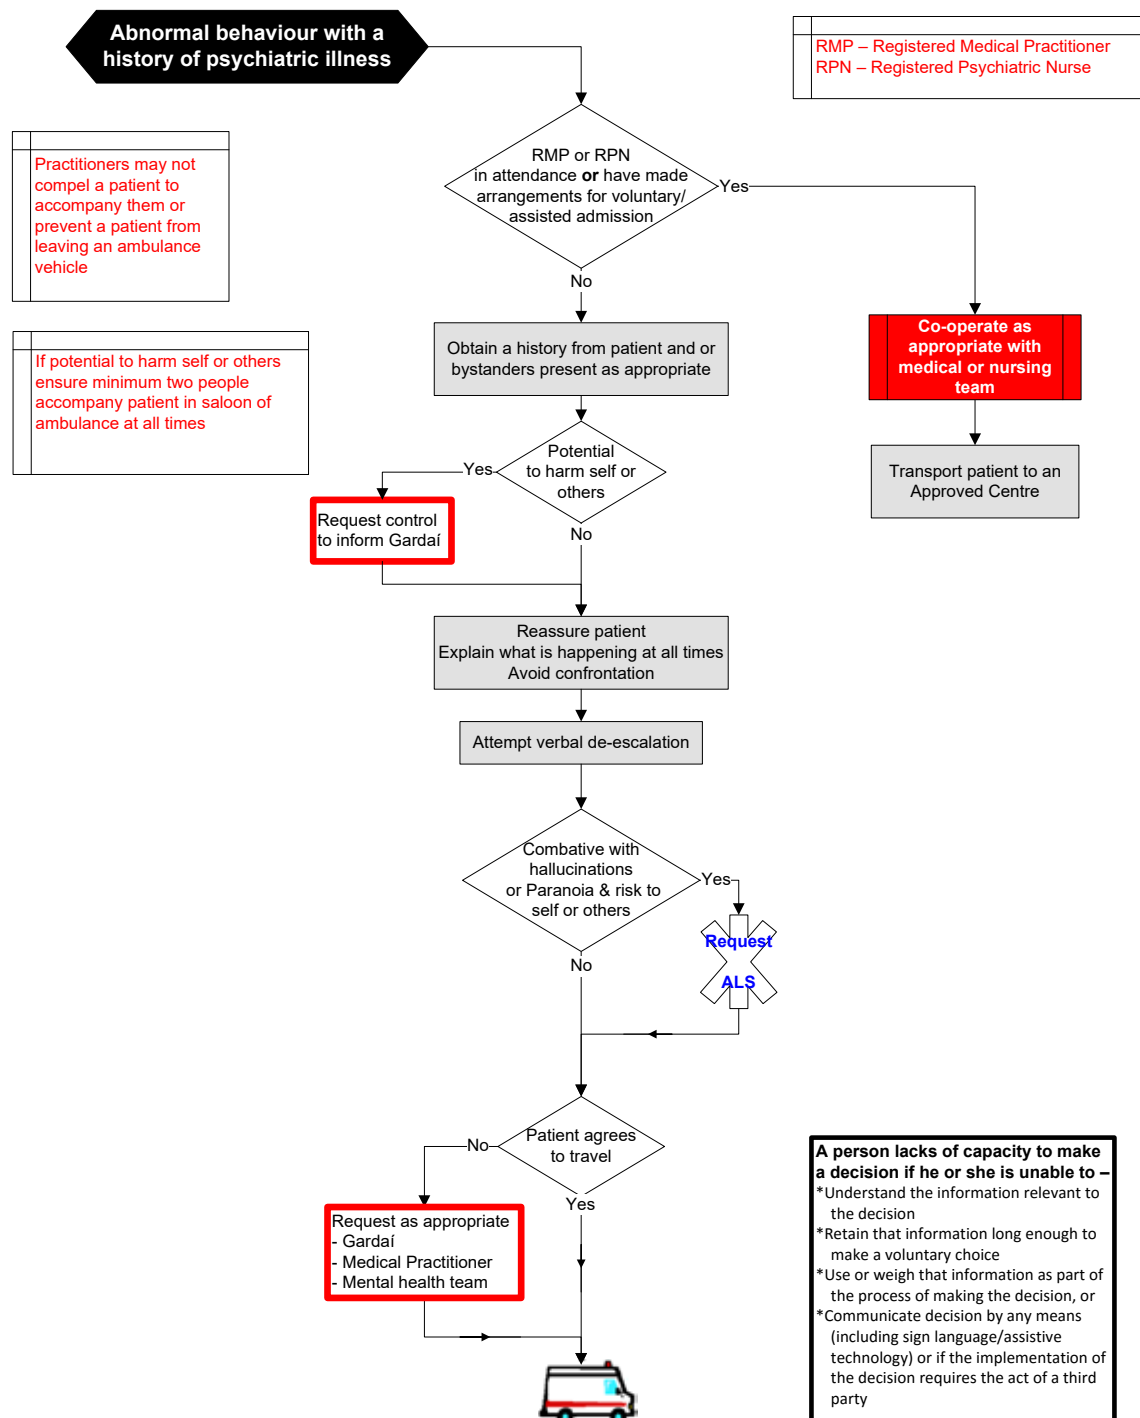 Abnormal behaviour with a
history of psychiatric illness
RMP – Registered Medical Practitioner
RPN – Registered Psychiatric Nurse
Practitioners may not
compel a patient to
accompany them or
prevent a patient from
leaving an ambulance
vehicle
RMP or RPN
in attendance or have made
arrangements for voluntary/
assisted admission
Yes
No
If potential to harm self or others
ensure minimum two people
accompany patient in saloon of
ambulance at all times
Obtain a history from patient and or
bystanders present as appropriate
Co-operate as
appropriate with
medical or nursing
team
Transport patient to an
Approved Centre
Potential
to harm self or
others
Yes
No
Request control
to inform Gardaí
Reassure patient
Explain what is happening at all times
Avoid confrontation
Attempt verbal de-escalation
Combative with
hallucinations
or Paranoia & risk to
self or others
Yes
No
Request
ALS
Patient agrees
to travel
No
Yes
Request as appropriate
- Gardaí
- Medical Practitioner
- Mental health team
A person lacks of capacity to make
a decision if he or she is unable to –
*Understand the information relevant to
the decision
*Retain that information long enough to
make a voluntary choice
*Use or weigh that information as part of
the process of making the decision, or
*Communicate decision by any means
(including sign language/assistive
technology) or if the implementation of
the decision requires the act of a third
party